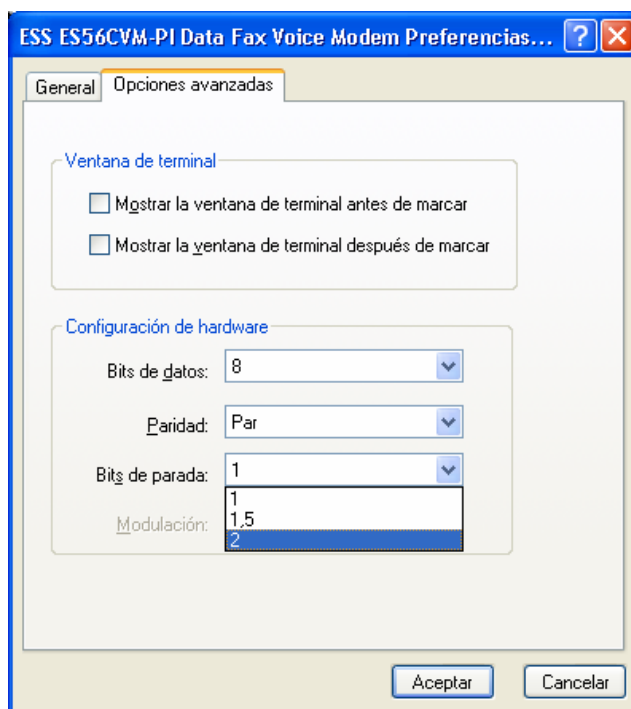 ESS ES56CVM-PI Data Fax Voice Modem Preferencias...
General Opciones avanzadas
Ventana de terminal
Mostrar la ventana de terminal antes de marcar
Mostrar la ventana de terminal después de marcar
Configuración de hardware
Bits de datos: 8
Paridad: Par
Bits de parada: 1
1
1,5
Modulación:
2
Aceptar Cancelar